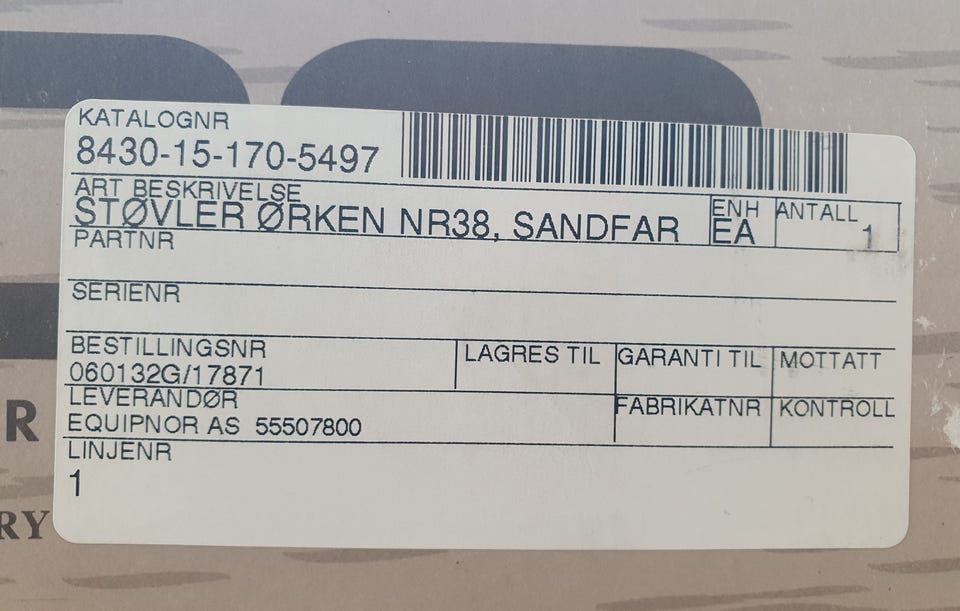 KATALOGNR
8430-15-170-5497
ART BESKRIVELSE
STØVLER ØRKEN NR38, SANDFAR
ENH
EA
ANTALL
1
PARTNR
SERIENR
BESTILLINGSNR
060132G/17871
LAGRES TIL
GARANTI TIL
MOTTATT
LEVERANDØR
EQUIPNOR AS 55507800
FABRIKATNR
KONTROLL
LINJENR
1
R
RY